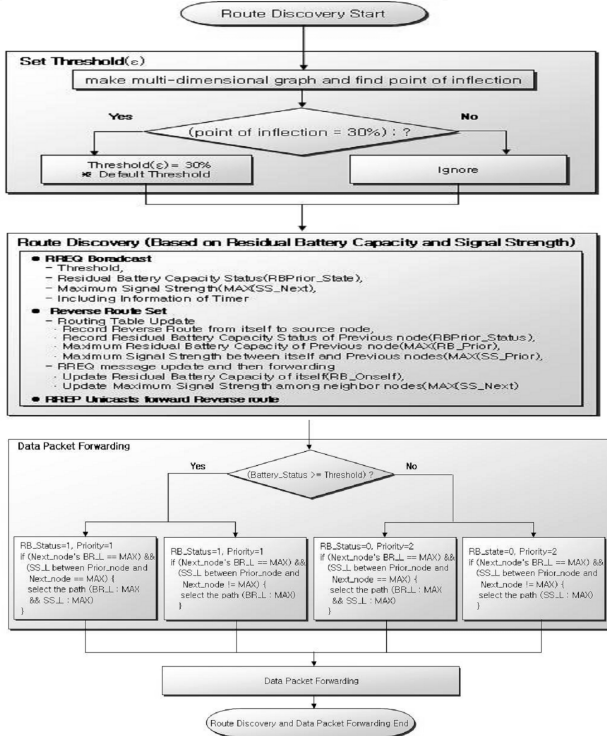 Route Discovery Start
Set Threshold(ε)
make multi-dimensional graph and find point of inflection
Yes
No
(point of inflection = 30%) : ?
Threshold(ε)= 30%
※ Default Threshold
Ignore
Route Discovery (Based on Residual Battery Capacity and Signal Strength)
● RREQ Boradcast
- Threshold,
- Residual Battery Capacity Status(RBPrior_State),
- Maximum Signal Strength(MAX(SS_Next),
- Including Information of Timer
● Reverse Route Set
- Routing Table Update
· Record Reverse Route from itself to source node,
· Record Residual Battery Capacity Status of Previous node(RBPrior_Status),
· Maximum Residual Battery Capacity of Previous node(MAX(RB_Prior),
· Maximum Signal Strength between itself and Previous nodes(MAX(SS_Prior),
- RREQ message update and then forwarding
· Update Residual Battery Capacity of itself(RB_Onself),
· Update Maximum Signal Strength among neighbor nodes(MAX(SS_Next)
● RREP Unicasts forward Reverse route
Data Packet Forwarding
Yes
No
(Battery_Status >= Threshold) ?
RB_Status=1, Priority=1
if (Next_node's BR_L == MAX) &&
(SS_L between Prior_node and
Next_node == MAX) {
select the path (BR_L : MAX
&& SS_L : MAX)
}
RB_Status=1, Priority=1
if (Next_node's BR_L == MAX) &&
(SS_L between Prior_node and
Next_node != MAX) {
select the path (BR_L : MAX)
}
RB_Status=0, Priority=2
if (Next_node's BR_L == MAX) &&
(SS_L between Prior_node and
Next_node == MAX) {
select the path (BR_L : MAX
&& SS_L : MAX)
}
RB_state=0, Priority=2
if (Next_node's BR_L == MAX) &&
(SS_L between Prior_node and
Next_node != MAX) {
select the path (SS_L : MAX)
}
Data Packet Forwarding
Route Discovery and Data Packet Forwarding End